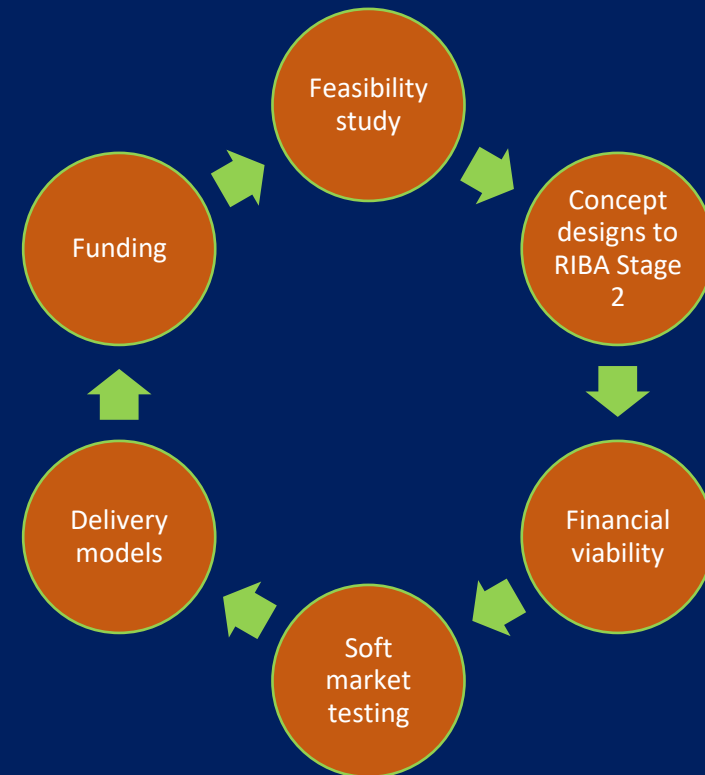 Feasibility
study
Concept
designs to
RIBA Stage
2
Financial
viability
Soft
market
testing
Delivery
models
Funding